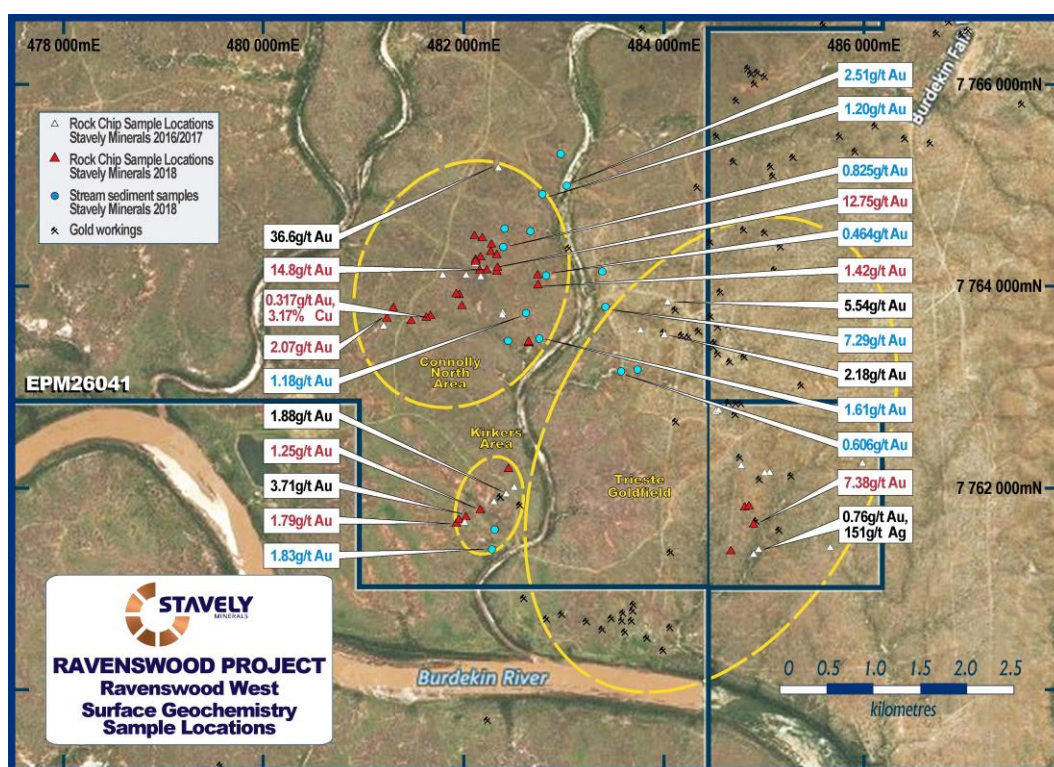 478 000mE
480 000mE
482 000mE
484 000mE
486 000mE
7 766 000mN
7 764 000mN
7 762 000mN
Burdekin Fal
Rock Chip Sample Locations
Stavely Minerals 2016/2017
Rock Chip Sample Locations
Stavely Minerals 2018
Stream sediment samples
Stavely Minerals 2018
Gold workings
36.6g/t Au
14.8g/t Au
0.317g/t Au,
3.17% Cu
2.07g/t Au
1.18g/t Au
EPM26041
1.88g/t Au
1.25g/t Au
3.71g/t Au
1.79g/t Au
1.83g/t Au
2.51g/t Au
1.20g/t Au
0.825g/t Au
12.75g/t Au
0.464g/t Au
1.42g/t Au
5.54g/t Au
7.29g/t Au
2.18g/t Au
1.61g/t Au
0.606g/t Au
7.38g/t Au
0.76g/t Au,
151g/t Ag
Connolly
North
Area
Kirkers
Area
Trieste
Goldfield
Burdekin River
STAVELY
MINERALS
RAVENSWOOD PROJECT
Ravenswood West
Surface Geochemistry
Sample Locations
0 0.5 1.0 1.5 2.0 2.5
kilometres